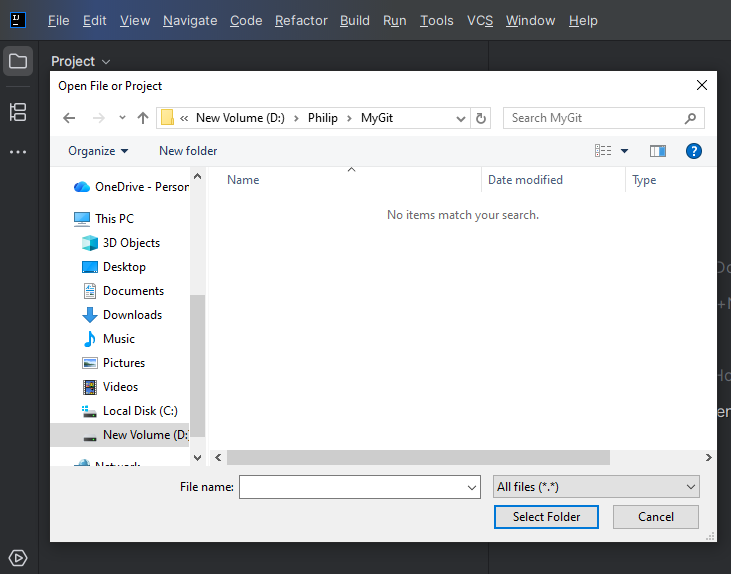 IJ
File Edit View Navigate Code Refactor Build Run Tools VCS Window Help
Project
Open File or Project
« New Volume (D:) > Philip > MyGit
Search MyGit
Organize
New folder
Name
Date modified
Type
No items match your search.
OneDrive - Person
This PC
3D Objects
Desktop
Documents
Downloads
Music
Pictures
Videos
Local Disk (C:)
New Volume (D:
Network
File name:
All files (*.*)
Select Folder
Cancel